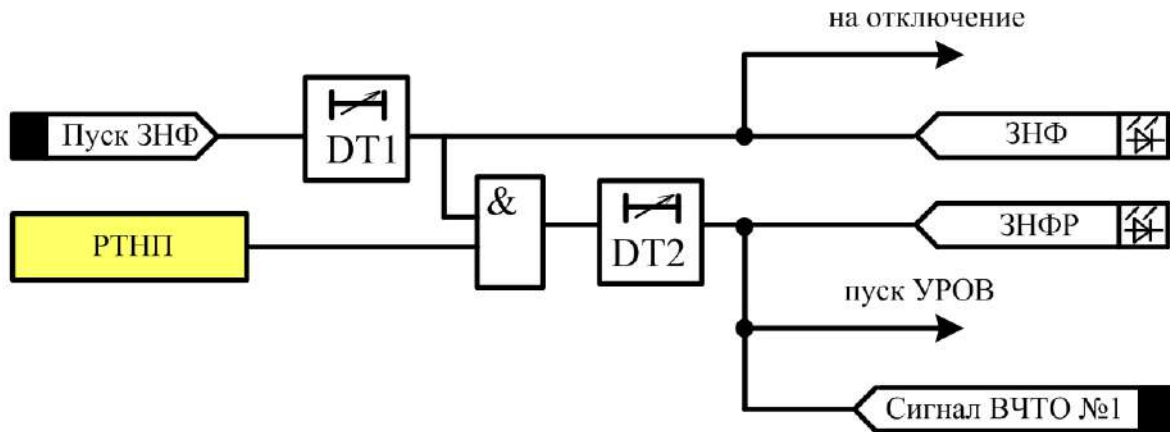 на отключение
Пуск ЗНФ
DT1
ЗНФ
&
РТНП
DT2
ЗНФР
пуск УРОВ
Сигнал ВЧТО №1